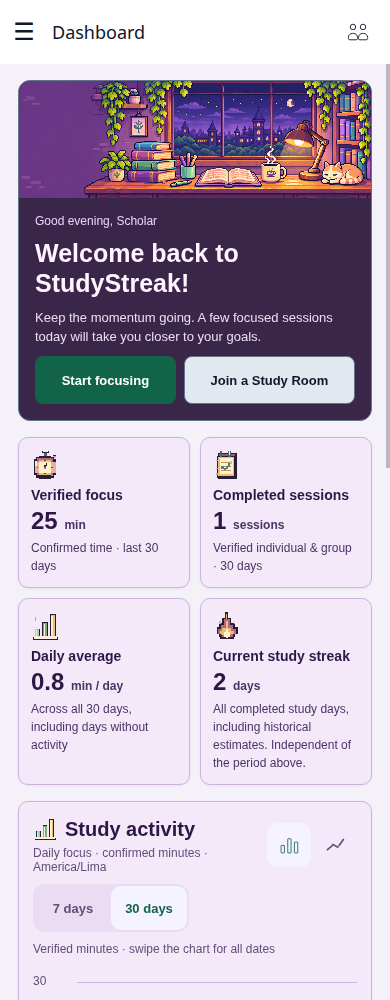 Dashboard
Good evening, Scholar
Welcome back to
StudyStreak!
Keep the momentum going. A few focused sessions
today will take you closer to your goals.
Start focusing
Join a Study Room
Verified focus
25 min
Confirmed time · last 30
days
Completed sessions
1 sessions
Verified individual & group
· 30 days
Daily average
0.8 min / day
Across all 30 days,
including days without
activity
Current study streak
2 days
All completed study days,
including historical
estimates. Independent of
the period above.
Study activity
Daily focus · confirmed minutes ·
America/Lima
7 days
30 days
Verified minutes · swipe the chart for all dates
30